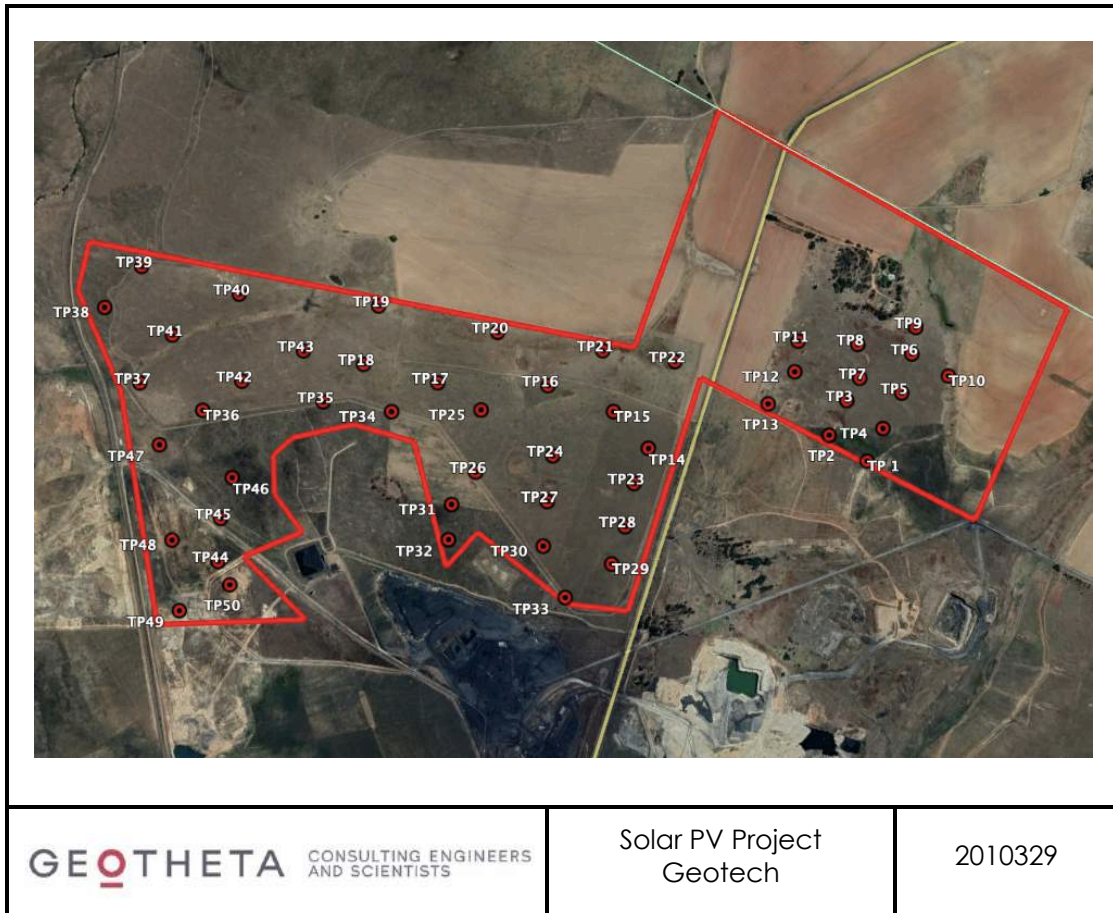 TP39
TP40
TP38
TP19
TP20
TP9
TP41
TP11
TP8
TP43
TP21
TP6
TP18
TP22
TP12
TP7
TP10
TP37
TP42
TP17
TP16
TP5
TP35
TP3
TP36
TP34
TP25
TP15
TP13
TP4
TP2
TP47
TP24
TP14
TP 1
TP26
TP46
TP23
TP27
TP31
TP45
TP28
TP48
TP32
TP30
TP44
TP29
TP50
TP33
TP49
GEOTHETA
CONSULTING ENGINEERS
AND SCIENTISTS
Solar PV Project
Geotech
2010329